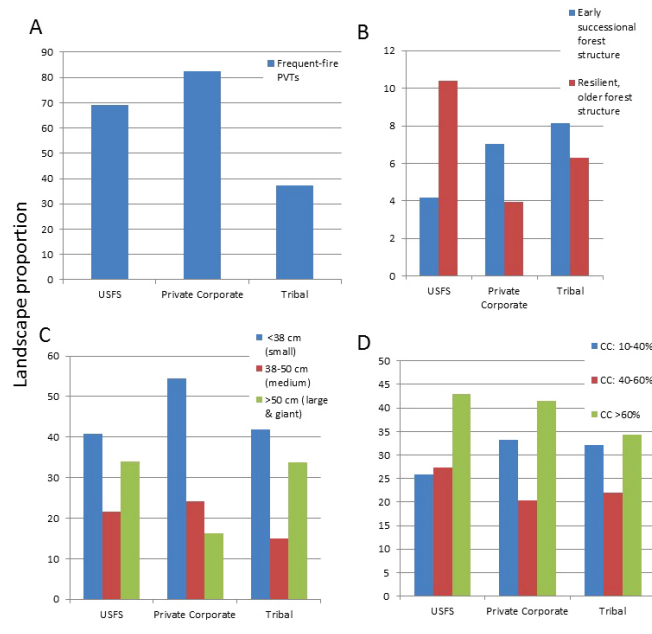 Landscape proportion
A
90
80
70
60
50
40
30
20
10
0
Frequent-fire
PVTs
USFS
Private Corporate
Tribal
B
12
10
8
6
4
2
0
Early
successional
forest
structure
Resilient,
older forest
structure
USFS
Private
Corporate
Tribal
C
60
50
40
30
20
10
0
<38 cm
(small)
38-50 cm
(medium)
>50 cm (large
& giant)
USFS
Private Corporate
Tribal
D
50
45
40
35
30
25
20
15
10
5
0
CC: 10-40%
CC: 40-60%
CC >60%
USFS
Private Corporate
Tribal